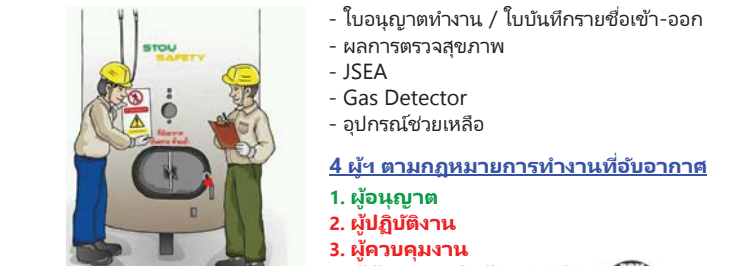 - ใบอนุญาตทำงาน / ใบบันทึกรายชื่อเข้า-ออก
- ผลการตรวจสุขภาพ
- JSEA
- Gas Detector
- อุปกรณ์ช่วยเหลือ
STOU
SAFETY
4 ผู้ฯ ตามกฎหมายการทำงานที่อับอากาศ
1. ผู้อนุญาต
2. ผู้ปฏิบัติงาน
3. ผู้ควบคุมงาน